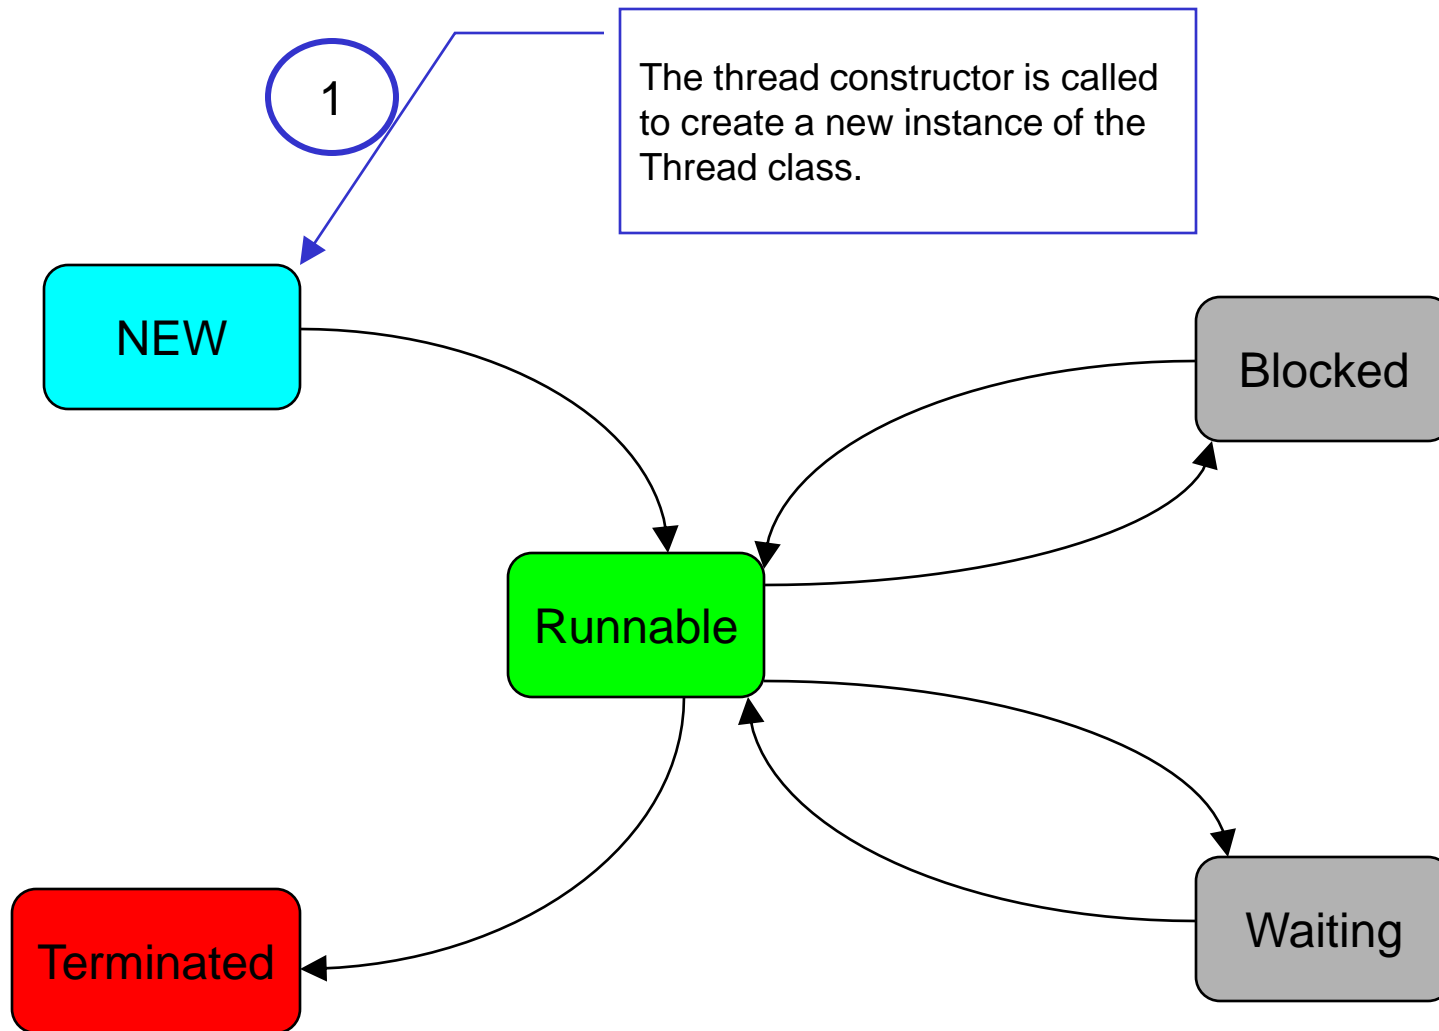 1
The thread constructor is called
to create a new instance of the
Thread class.
NEW
Blocked
Runnable
Terminated
Waiting